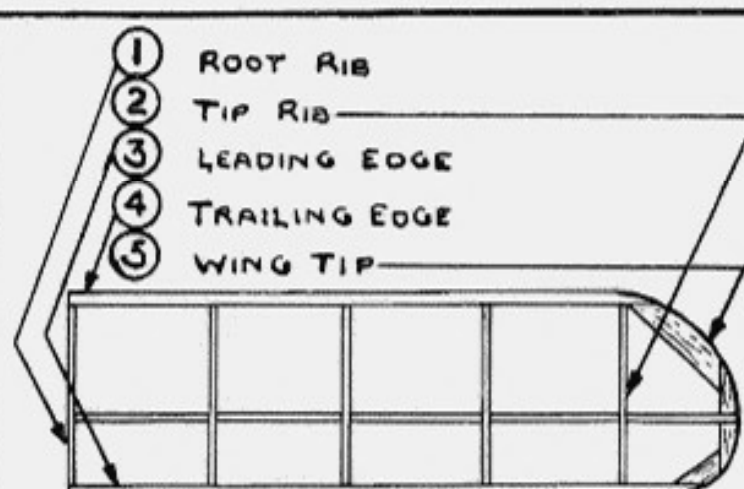 1 ROOT RIB
2 TIP RIB
3 LEADING EDGE
4 TRAILING EDGE
5 WING TIP